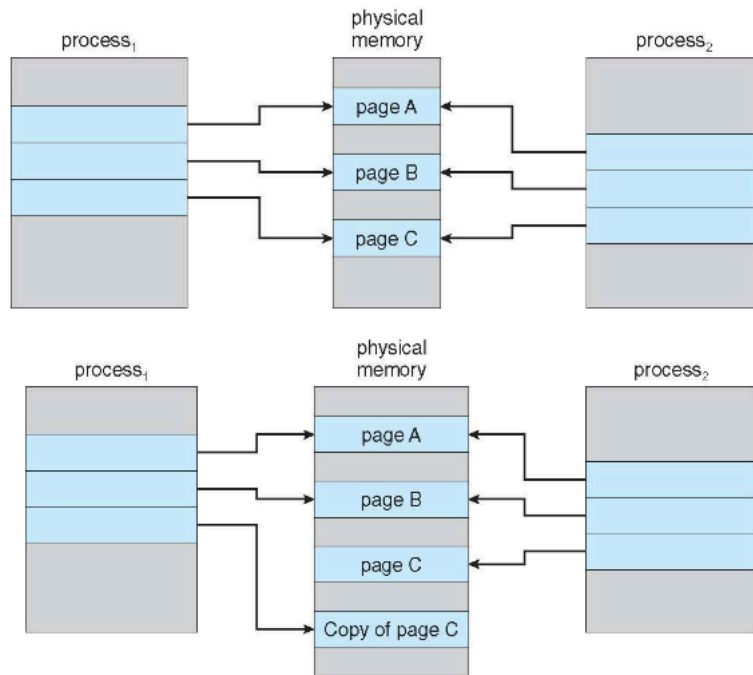 physical
memory
process₁
process₂
page A
page B
page C
physical
memory
process₁
process₂
page A
page B
page C
Copy of page C